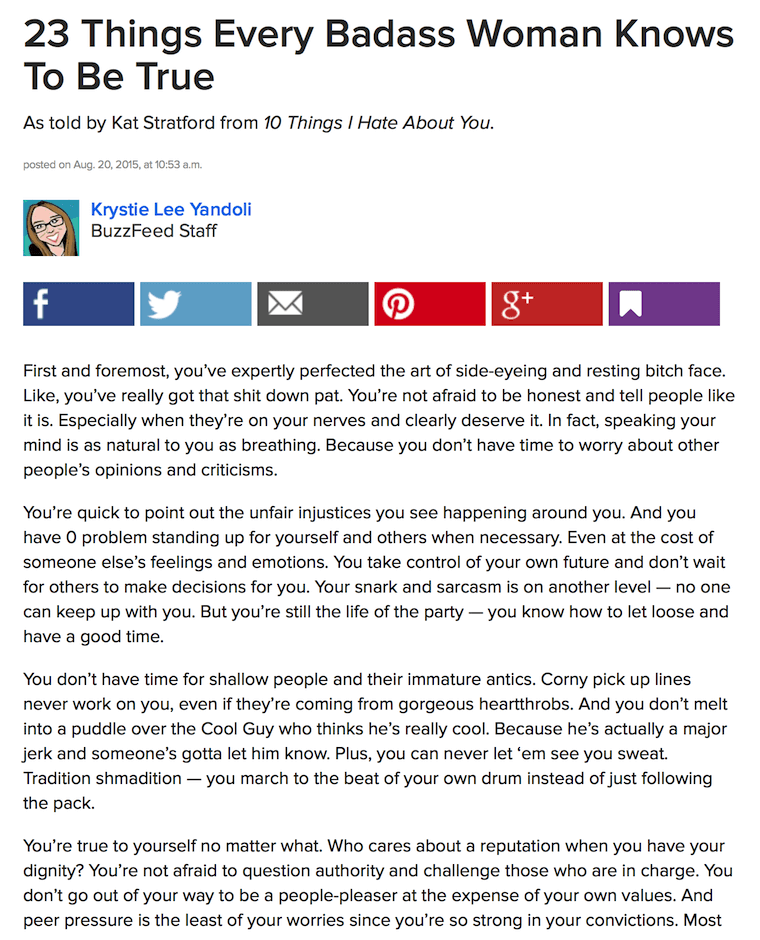 23 Things Every Badass Woman Knows
To Be True
As told by Kat Stratford from 10 Things I Hate About You.
posted on Aug. 20, 2015, at 10:53 a.m.
Krystie Lee Yandoli
BuzzFeed Staff
f
g+
First and foremost, you’ve expertly perfected the art of side-eyeing and resting bitch face.
Like, you’ve really got that shit down pat. You’re not afraid to be honest and tell people like
it is. Especially when they’re on your nerves and clearly deserve it. In fact, speaking your
mind is as natural to you as breathing. Because you don’t have time to worry about other
people’s opinions and criticisms.
You’re quick to point out the unfair injustices you see happening around you. And you
have 0 problem standing up for yourself and others when necessary. Even at the cost of
someone else’s feelings and emotions. You take control of your own future and don’t wait
for others to make decisions for you. Your snark and sarcasm is on another level — no one
can keep up with you. But you’re still the life of the party — you know how to let loose and
have a good time.
You don’t have time for shallow people and their immature antics. Corny pick up lines
never work on you, even if they’re coming from gorgeous heartthrobs. And you don’t melt
into a puddle over the Cool Guy who thinks he’s really cool. Because he’s actually a major
jerk and someone’s gotta let him know. Plus, you can never let ‘em see you sweat.
Tradition shmadition — you march to the beat of your own drum instead of just following
the pack.
You’re true to yourself no matter what. Who cares about a reputation when you have your
dignity? You’re not afraid to question authority and challenge those who are in charge. You
don’t go out of your way to be a people-pleaser at the expense of your own values. And
peer pressure is the least of your worries since you’re so strong in your convictions. Most